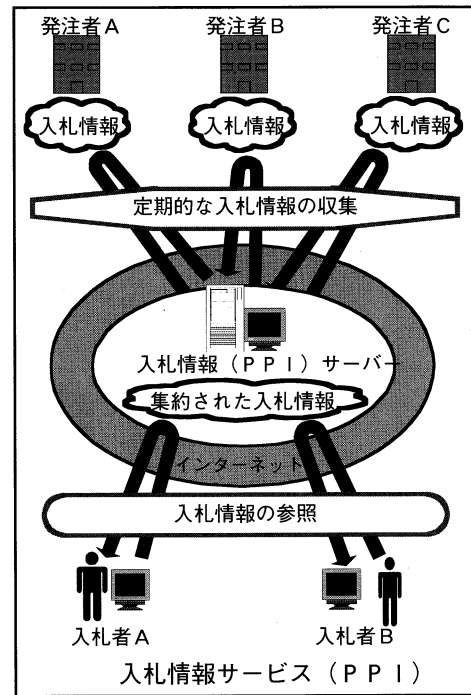 発注者A 発注者B 発注者C
入札情報 入札情報 入札情報
定期的な入札情報の収集
入札情報（PPI）サーバー
集約された入札情報
インターネット
入札情報の参照
入札者A 入札者B
入札情報サービス（PPI）